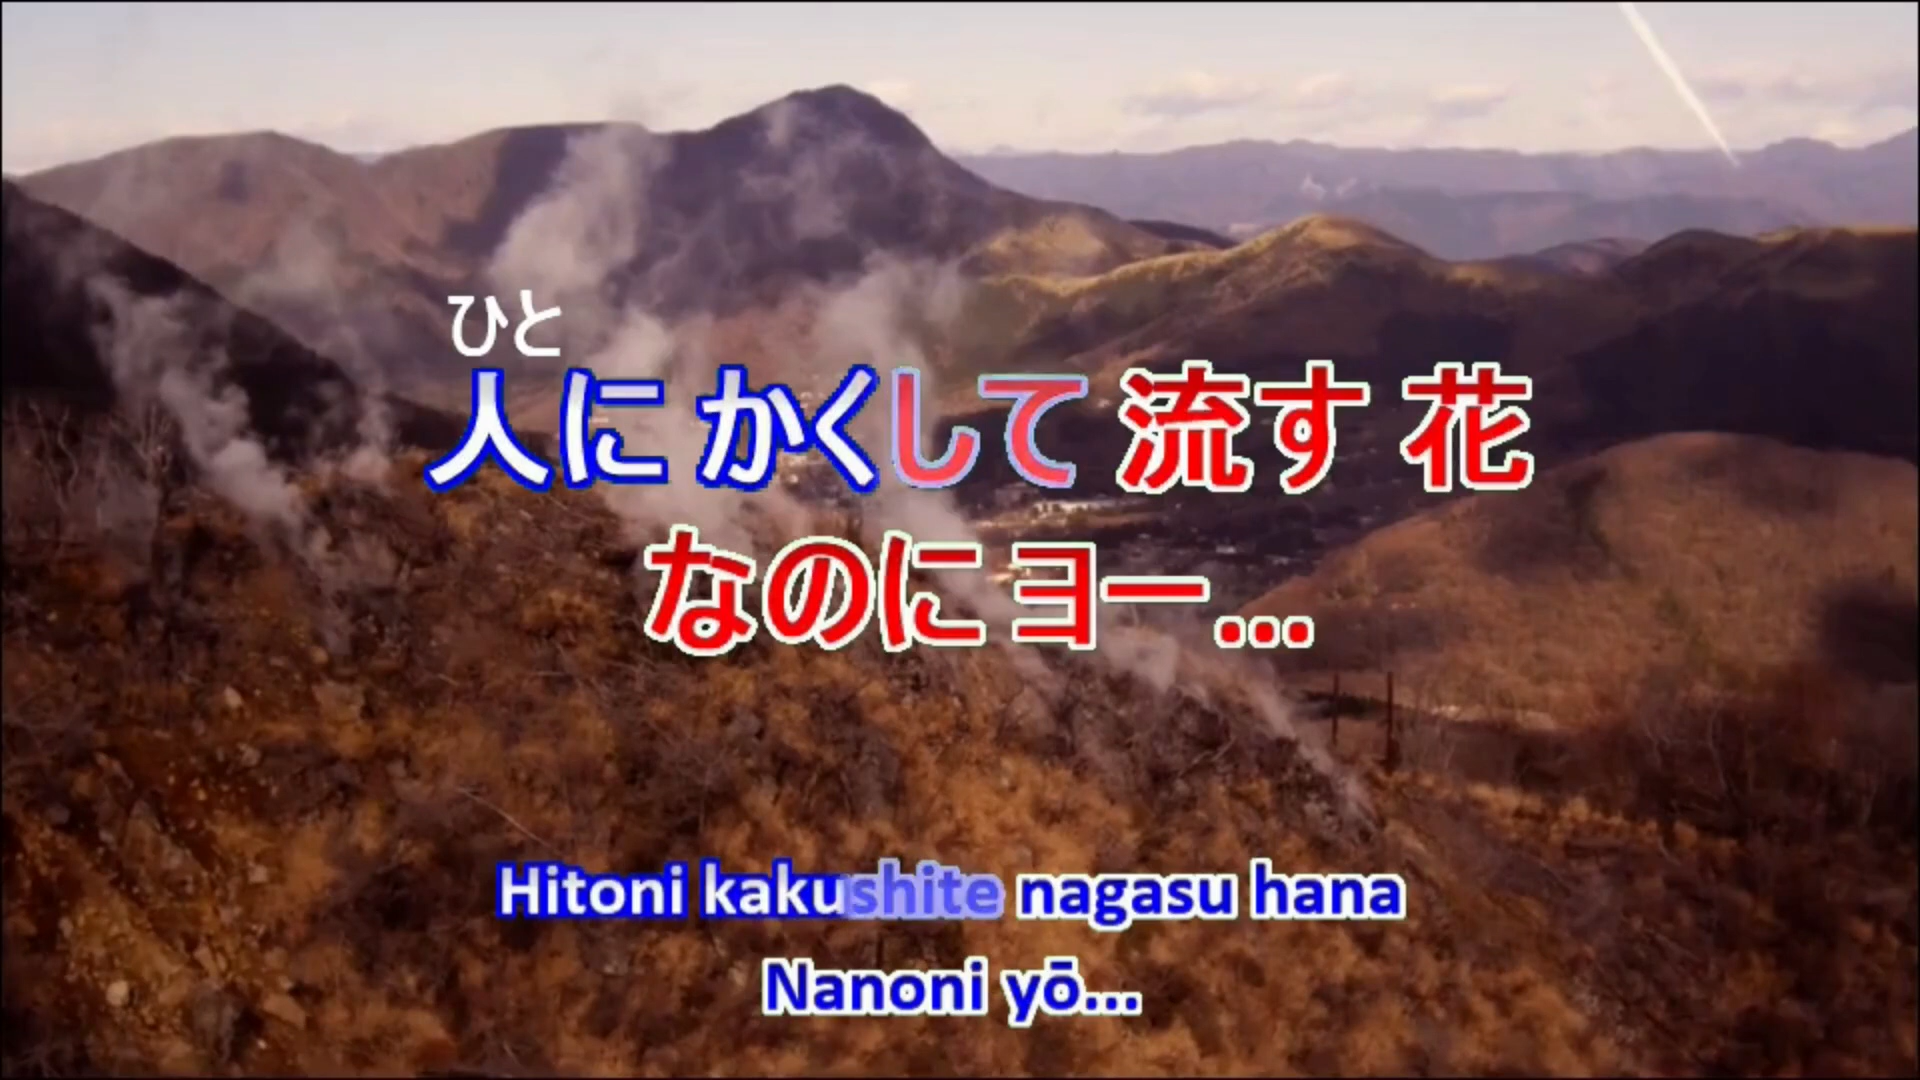 ひと
人に かくして 流す 花
なのに ヨー...
Hitoni kakushite nagasu hana
Nanoni yō...